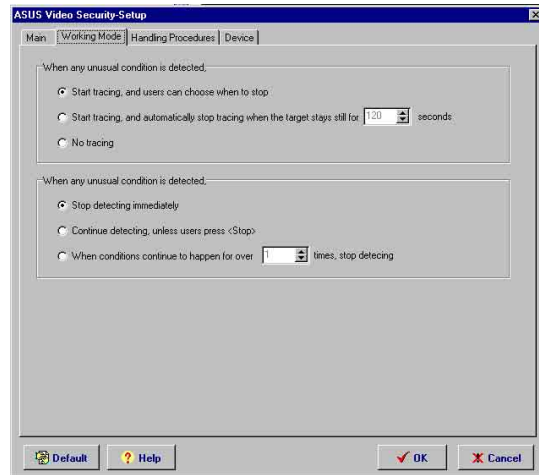 ASUS Video Security-Setup
Main Working Mode Handling Procedures Device
When any unusual condition is detected,
Start tracing, and users can choose when to stop
Start tracing, and automatically stop tracing when the target stays still for 120 seconds
No tracing
When any unusual condition is detected,
Stop detecting immediately
Continue detecting, unless users press <Stop>
When conditions continue to happen for over 1 times, stop detecing
Default ? Help OK Cancel